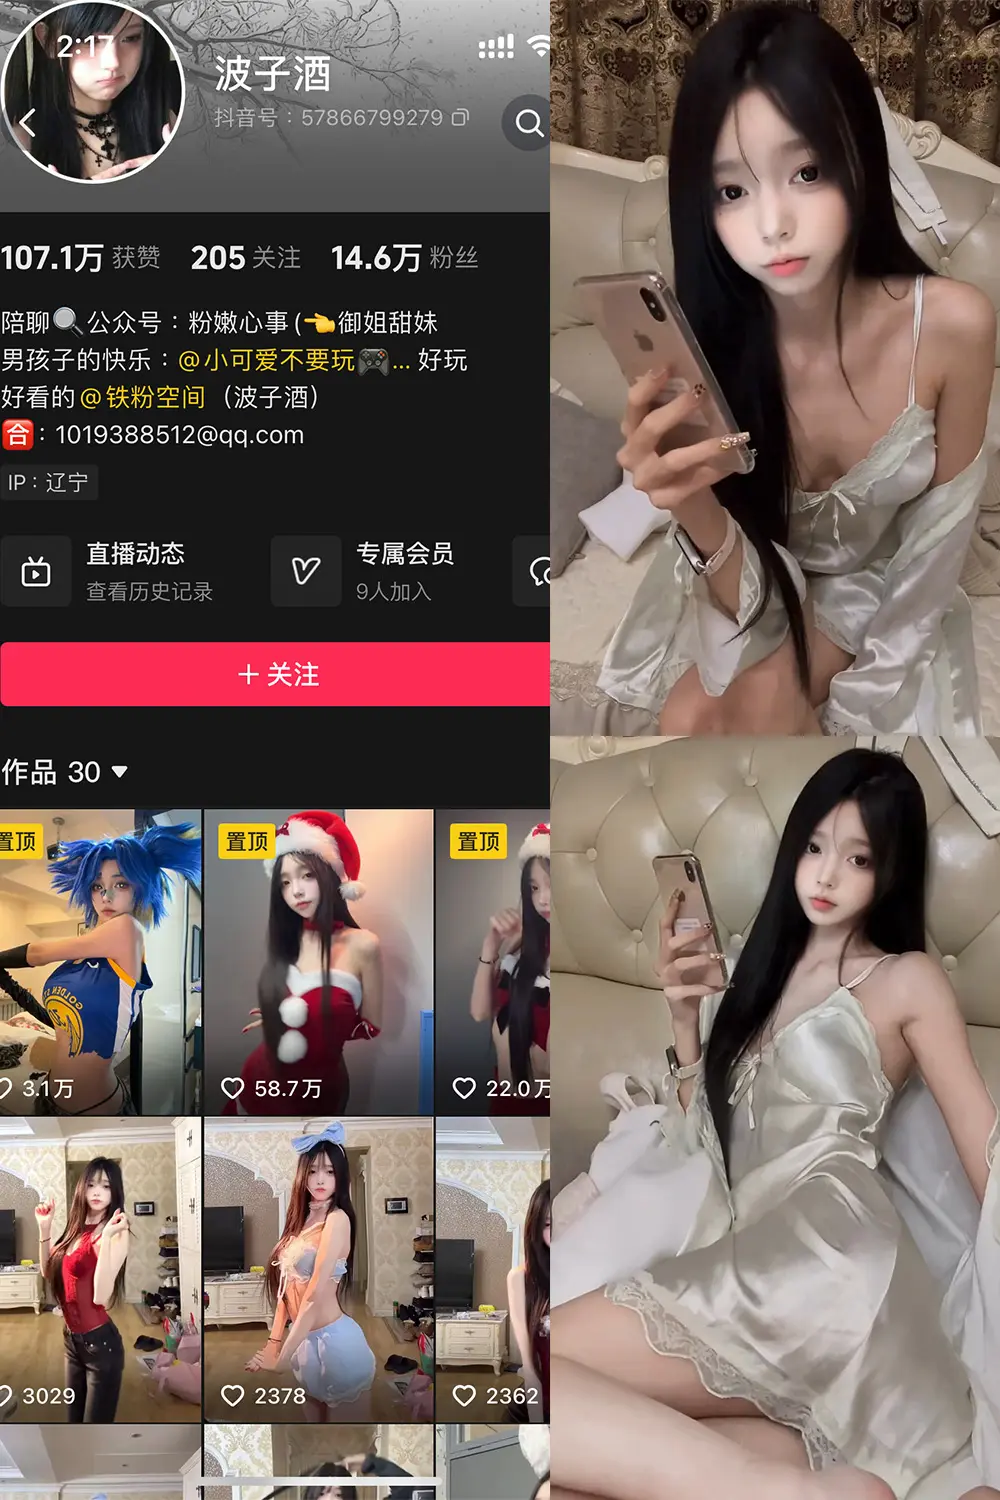 2:17
波子酒
抖音号：57866799279
107.1万 获赞 205 关注 14.6万 粉丝
陪聊🔍公众号：粉嫩心事(👈御姐甜妹
男孩子的快乐：@小可爱不要玩🎮... 好玩
好看的@铁粉空间（波子酒）
🈴：1019388512@qq.com
IP：辽宁
直播动态
查看历史记录
专属会员
9人加入
+ 关注
作品 30
置顶
置顶
置顶
GOLDEN
3.1万
58.7万
22.0万
3029
2378
2362